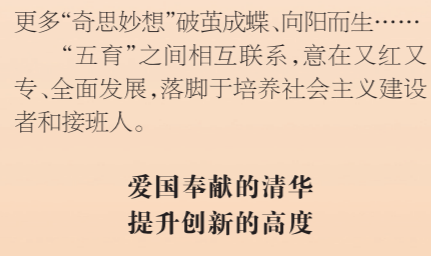 更多“奇思妙想”破茧成蝶、向阳而生……
“五育”之间相互联系,意在又红又
专、全面发展,落脚于培养社会主义建设
者和接班人。
爱国奉献的清华
提升创新的高度